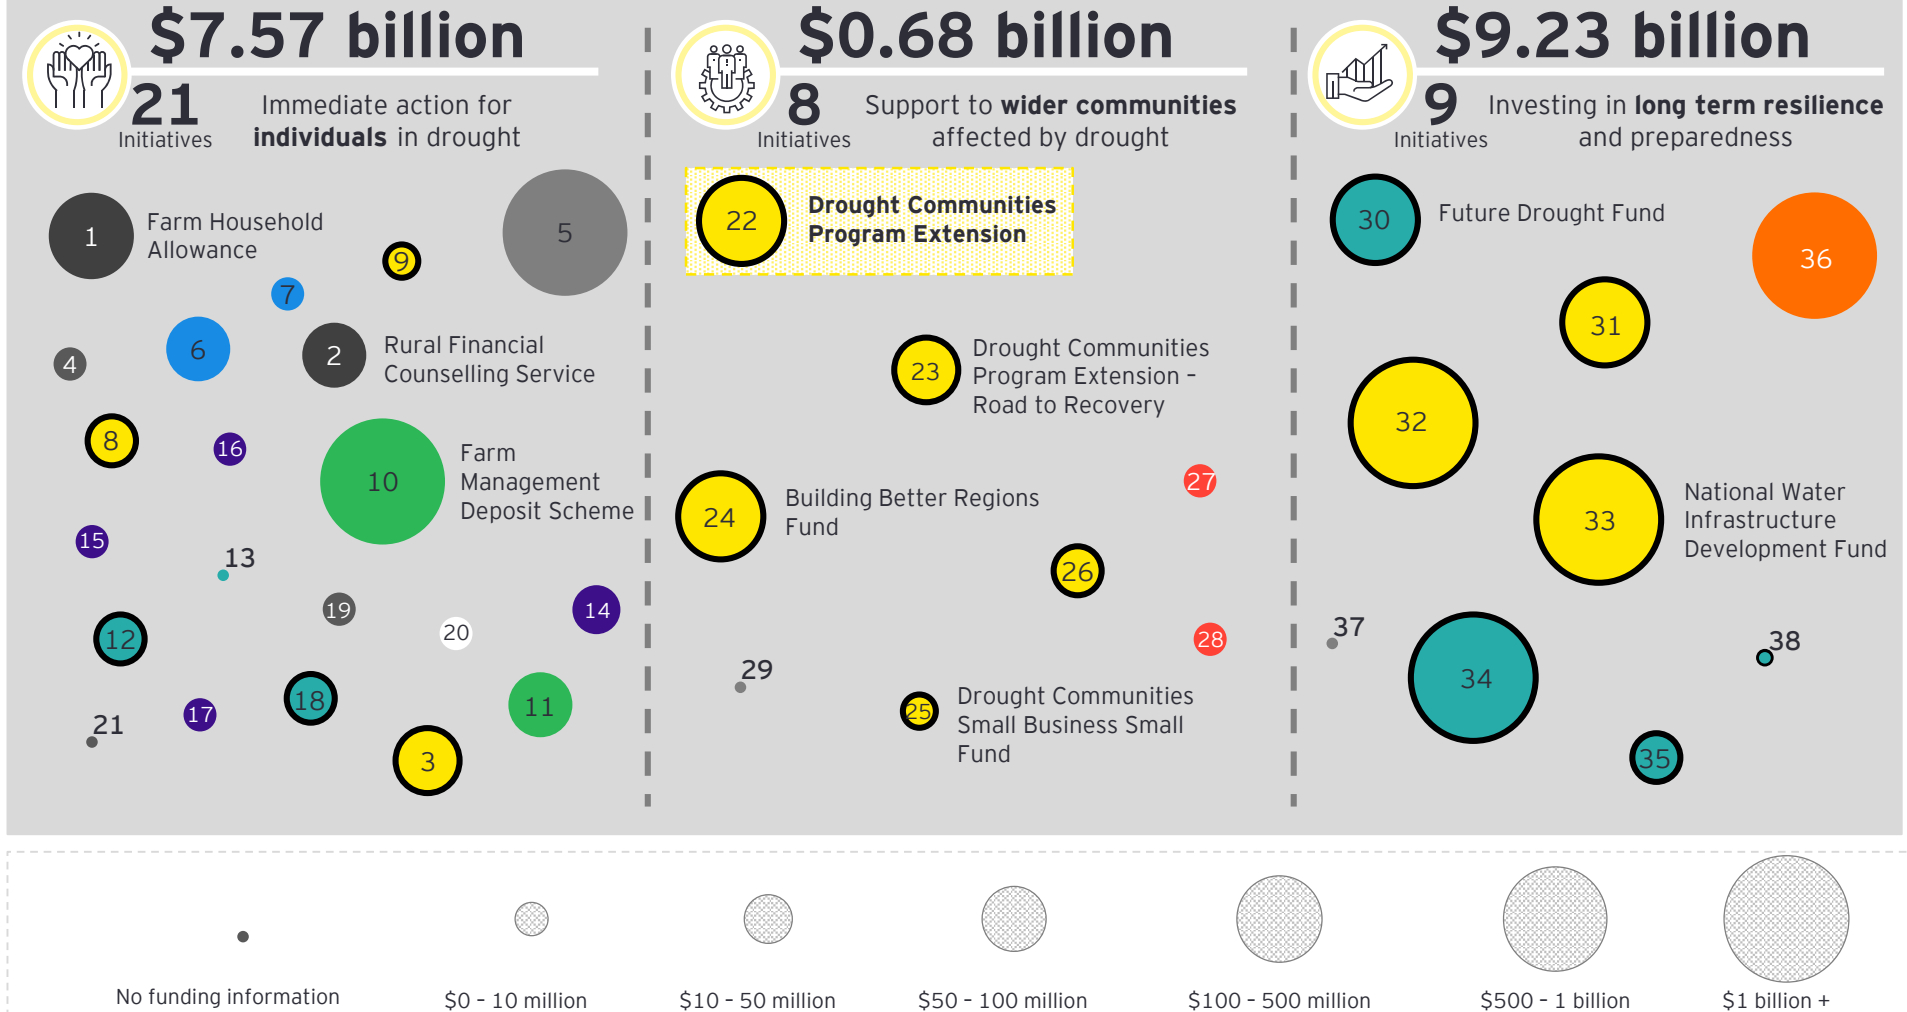 $7.57 billion
21
Initiatives
Immediate action for
individuals in drought
1
Farm Household
Allowance
5
9
7
6
2
Rural Financial
Counselling Service
4
8
16
10
Farm
Management
Deposit Scheme
15
13
19
14
20
12
18
11
17
21
3
$0.68 billion
8
Initiatives
Support to wider communities
affected by drought
22
Drought Communities
Program Extension
23
Drought Communities
Program Extension –
Road to Recovery
27
24
Building Better Regions
Fund
26
28
29
25
Drought Communities
Small Business Small
Fund
$9.23 billion
9
Initiatives
Investing in long term resilience
and preparedness
30
Future Drought Fund
36
31
32
33
National Water
Infrastructure
Development Fund
37
38
34
35
No funding information
$0 – 10 million
$10 – 50 million
$50 – 100 million
$100 – 500 million
$500 – 1 billion
$1 billion +